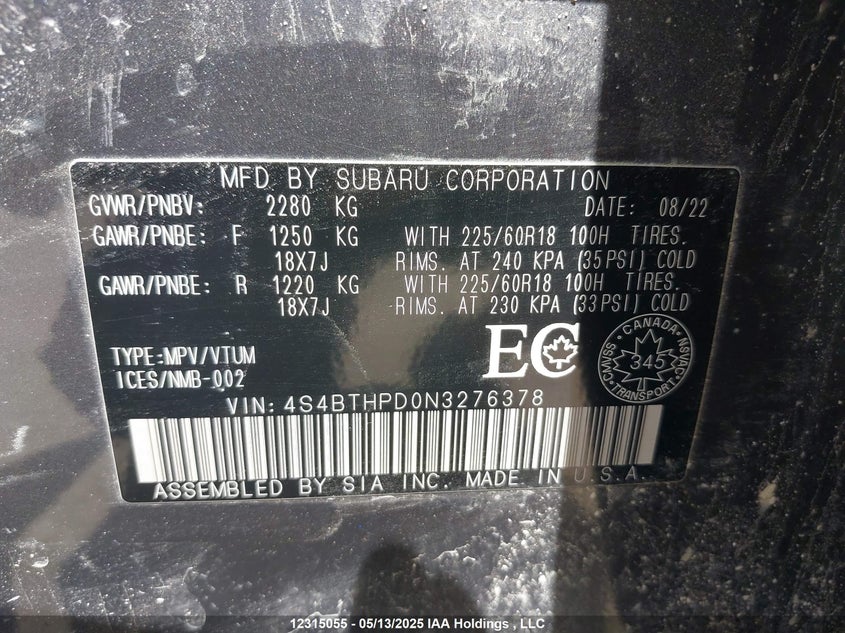 MFD BY SUBARU CORPORATION
GVWR/PNBV: 2280 KG DATE: 08/22
GAWR/PNBE: F 1250 KG WITH 225/60R18 100H TIRES.
18X7J RIMS. AT 240 KPA (35PSI) COLD
GAWR/PNBE: R 1220 KG WITH 225/60R18 100H TIRES.
18X7J RIMS. AT 230 KPA (33PSI) COLD
TYPE:MPV/VTUM
ICES/NMB-002
EC
CANADA
NSVAC
345
TRANSPORT
CMVSS
VIN:4S4BTHPD0N3276378
ASSEMBLED BY SIA INC. MADE IN U.S.A.
12315055 - 05/13/2025 IAA Holdings , LLC